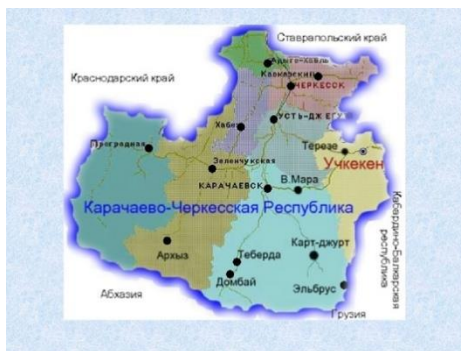 Ставрапольский край
Краснодарский край
Адыге-хабль
Кавказский
ЧЕРКЕССК
Хабез
УСТЬ-ДЖЕГУТА
Преградная
Терезе
Зеленчукская
Учкекен
КАРАЧАЕВСК
В.Мара
Карачаево-Черкесская Республика
Кабардино-Балкарская
республика
Архыз
Теберда
Карт-джурт
Домбай
Абхазия
Эльбрус
Грузия